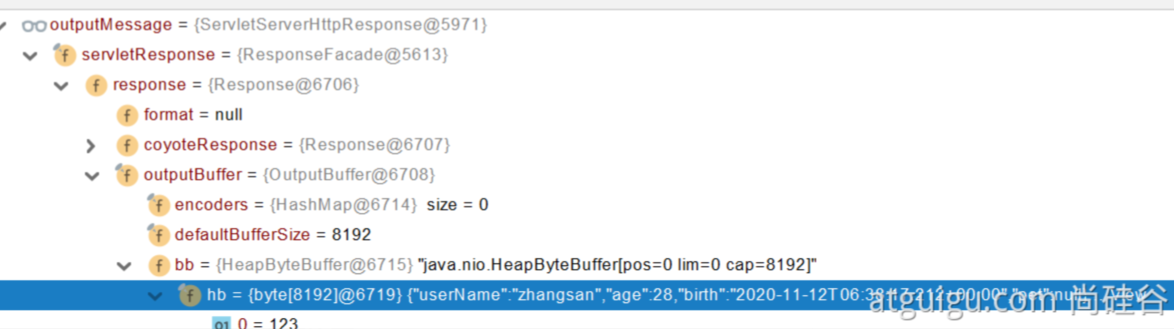 outputMessage = {ServletServerHttpResponse@5971}
servletResponse = {ResponseFacade@5613}
response = {Response@6706}
format = null
coyoteResponse = {Response@6707}
outputBuffer = {OutputBuffer@6708}
encoders = {HashMap@6714} size = 0
defaultBufferSize = 8192
bb = {HeapByteBuffer@6715} "java.nio.HeapByteBuffer[pos=0 lim=0 cap=8192]"
hb = {byte[8192]@6719} {"userName":"zhangsan","age":28,"birth":"2020-11-12T06:
atguigu.com 尚硅谷
01 0 = 123